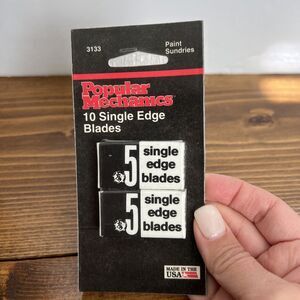 3133
Paint
Sundries
Popular
Mechanics
10 Single Edge
Blades
5
single
edge
blades
5
single
edge
blades
MADE IN THE
USA